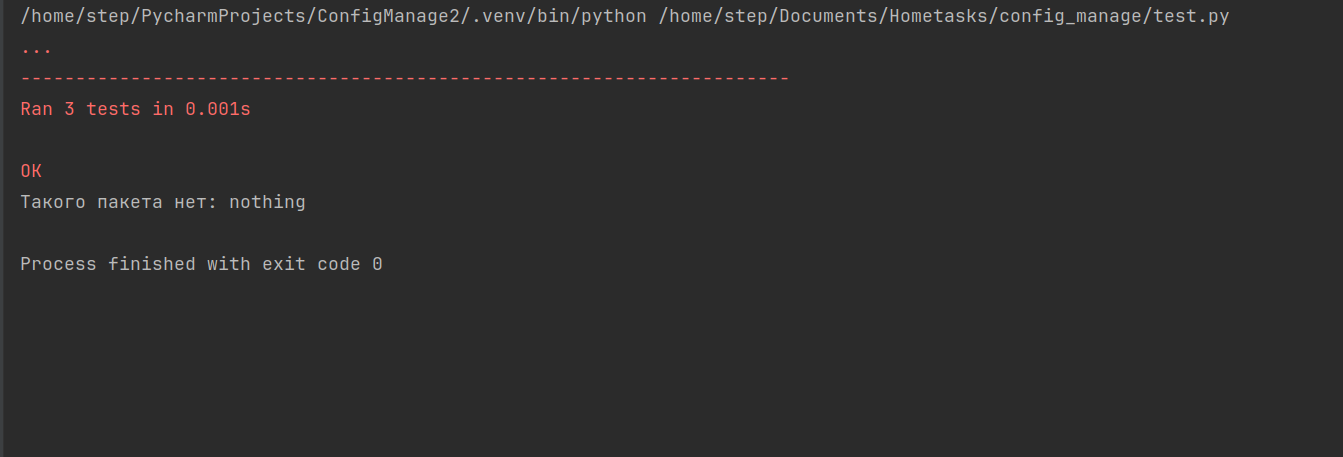 /home/step/PycharmProjects/ConfigManage2/.venv/bin/python /home/step/Documents/Hometasks/config_manage/test.py
...
----------------------------------------------------------------------
Ran 3 tests in 0.001s
OK
Такого пакета нет: nothing
Process finished with exit code 0